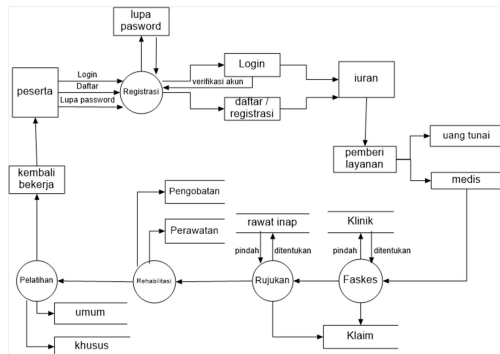 lupa
pasword
Login
Daftar
Lupa password
peserta
Registrasi
verifikasi akun
Login
daftar /
registrasi
iuran
pemberi
layanan
uang tunai
medis
kembali
bekerja
Pengobatan
Perawatan
rawat inap
Klinik
pindah
ditentukan
pindah
ditentukan
Pelatihan
Rehabilitasi
Rujukan
Faskes
umum
khusus
Klaim